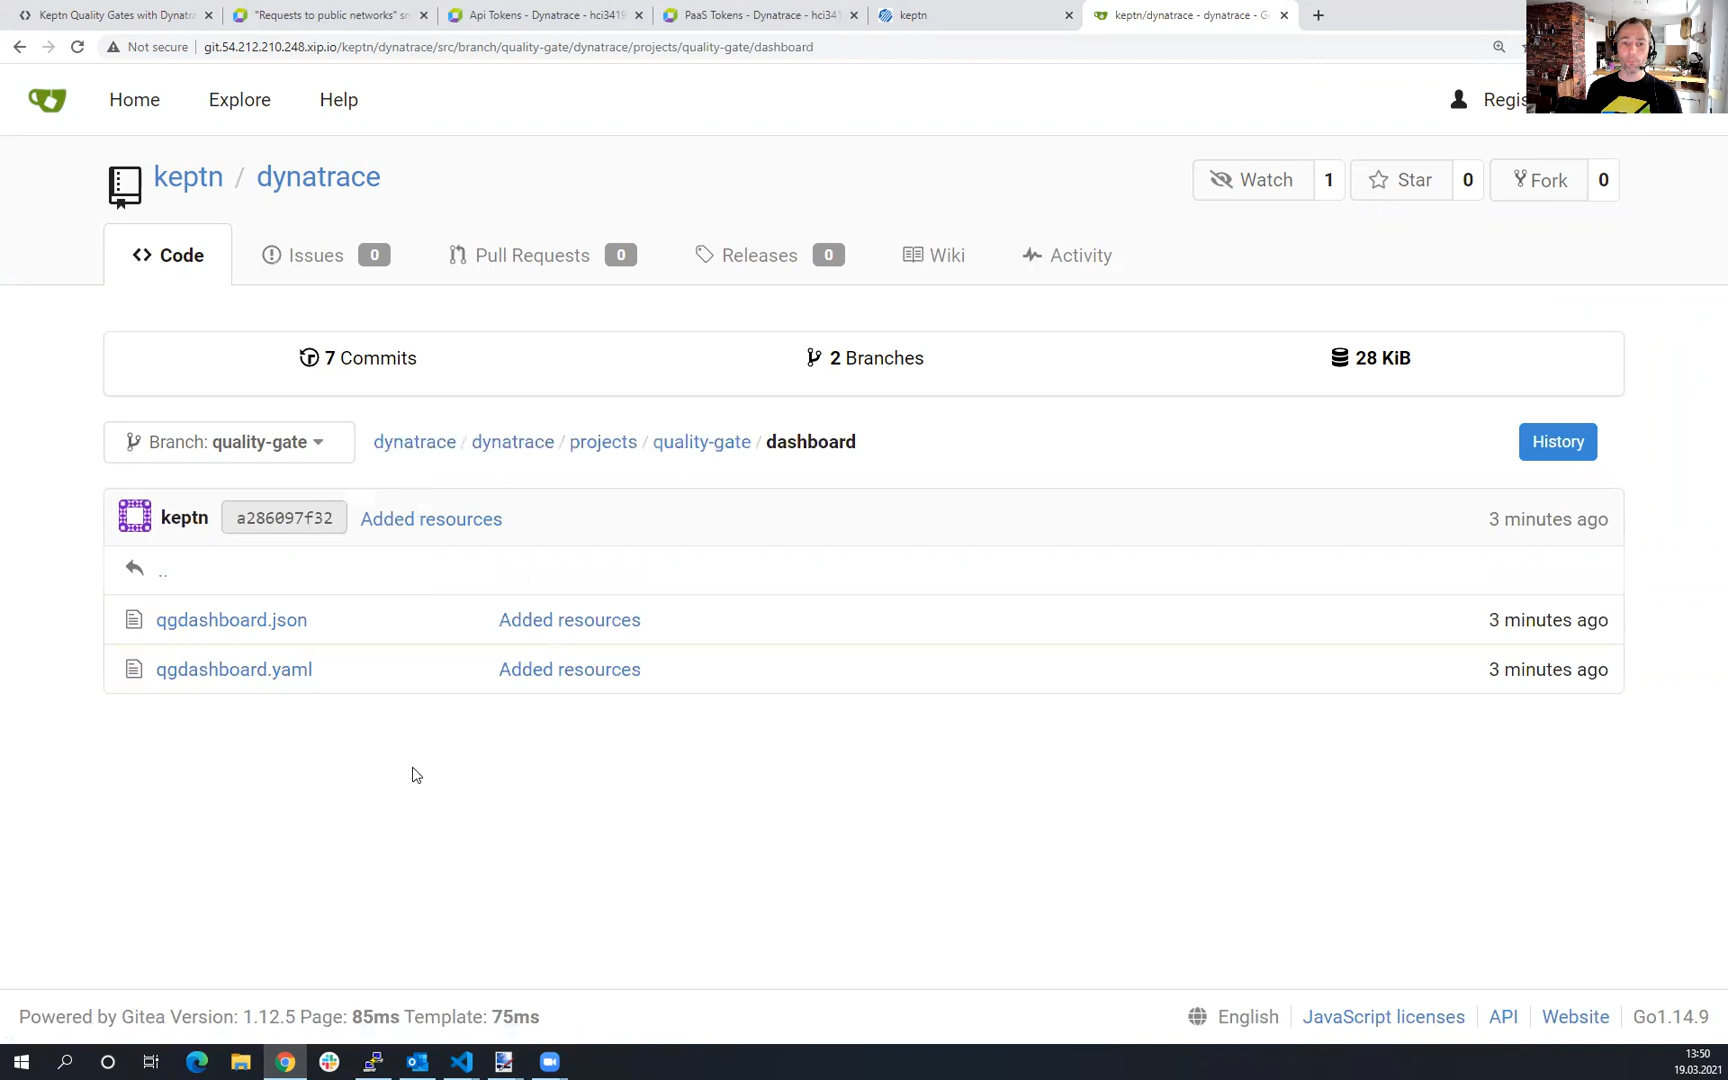 Keptn Quality Gates with Dynatra
"Requests to public networks" sn
Api Tokens - Dynatrace - hci3419
PaaS Tokens - Dynatrace - hci341
keptn
keptn/dynatrace - dynatrace - G
Not secure
git.54.212.210.248.xip.io/keptn/dynatrace/src/branch/quality-gate/dynatrace/projects/quality-gate/dashboard
Home
Explore
Help
Regis
keptn / dynatrace
Watch
1
Star
0
Fork
0
Code
Issues
0
Pull Requests
0
Releases
0
Wiki
Activity
7 Commits
2 Branches
28 KiB
Branch: quality-gate
dynatrace / dynatrace / projects / quality-gate / dashboard
History
keptn
a286097f32
Added resources
3 minutes ago
..
qgdashboard.json
Added resources
3 minutes ago
qgdashboard.yaml
Added resources
3 minutes ago
Powered by Gitea Version: 1.12.5 Page: 85ms Template: 75ms
English
JavaScript licenses
API
Website
Go1.14.9
13:50
19.03.2021